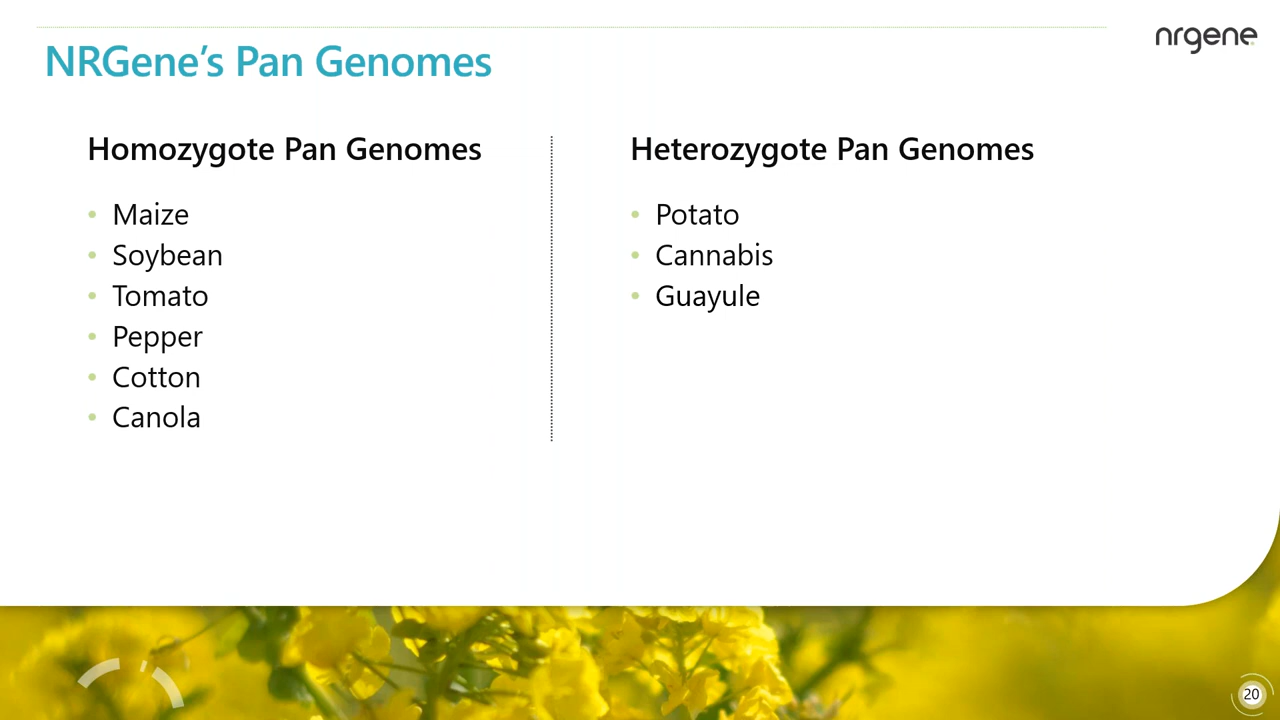 nrgene
NRGene’s Pan Genomes
Homozygote Pan Genomes
Maize
Soybean
Tomato
Pepper
Cotton
Canola
Heterozygote Pan Genomes
Potato
Cannabis
Guayule
20